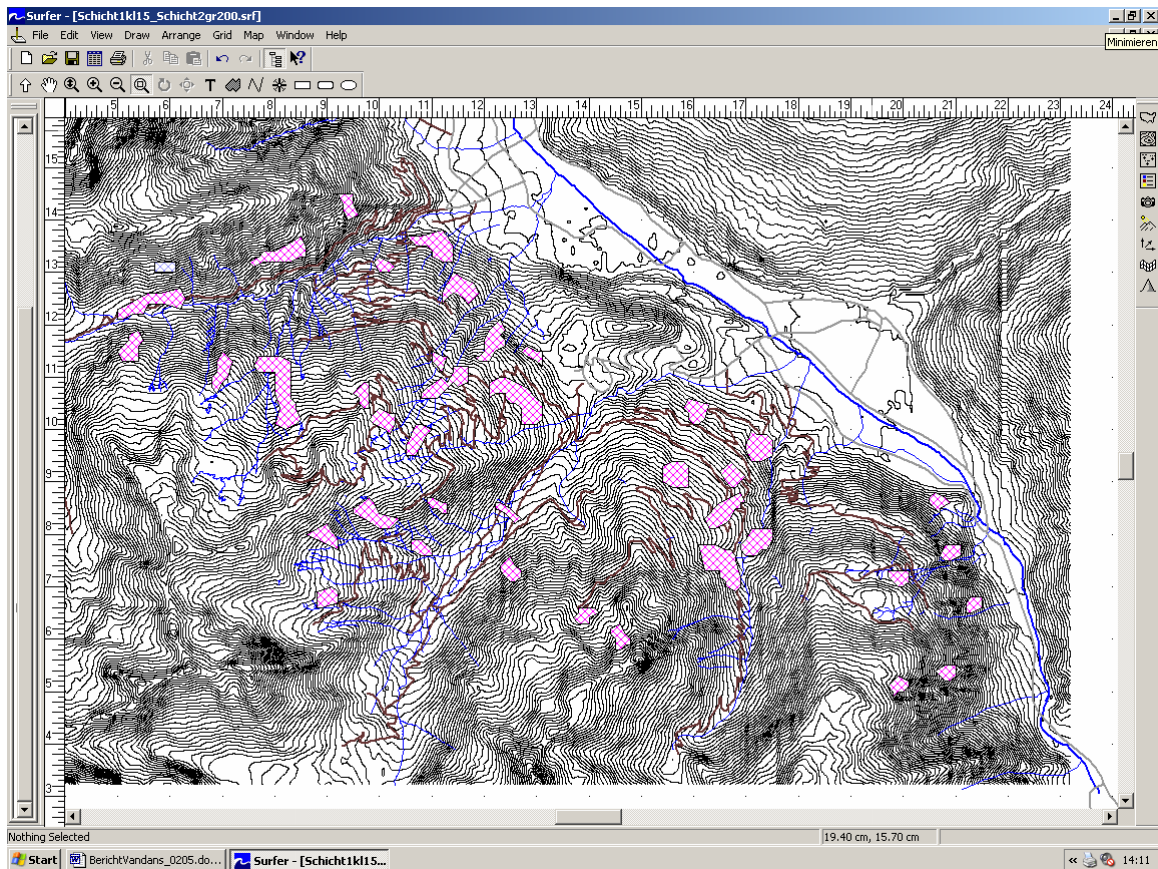 Surfer - [Schicht1kl15_Schicht2gr200.srf]
File Edit View Draw Arrange Grid Map Window Help
Minimieren
T
5 6 7 8 9 10 11 12 13 14 15 16 17 18 19 20 21 22 23 24
15
14
13
12
11
10
9
8
7
6
5
4
3
Nothing Selected
19.40 cm, 15.70 cm
Start
BerichtVandans_0205.do...
Surfer - [Schicht1kl15...
14:11